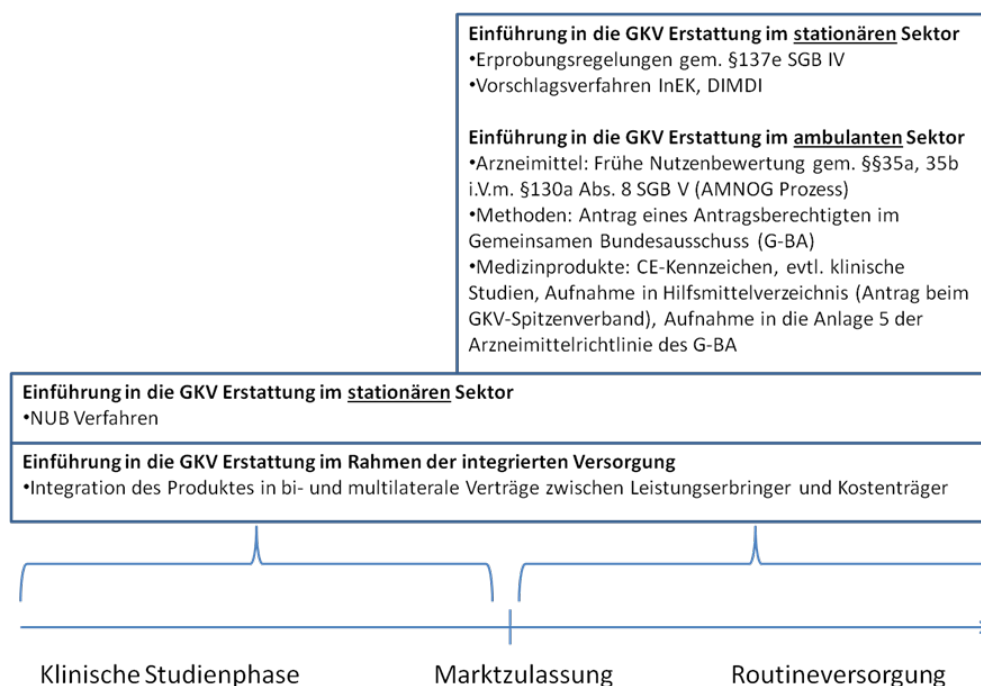 Einführung in die GKV Erstattung im stationären Sektor
•Erprobungsregelungen gem. §137e SGB IV
•Vorschlagsverfahren InEK, DIMDI
Einführung in die GKV Erstattung im ambulanten Sektor
•Arzneimittel: Frühe Nutzenbewertung gem. §§35a, 35b
i.V.m. §130a Abs. 8 SGB V (AMNOG Prozess)
•Methoden: Antrag eines Antragsberechtigten im
Gemeinsamen Bundesausschuss (G-BA)
•Medizinprodukte: CE-Kennzeichen, evtl. klinische
Studien, Aufnahme in Hilfsmittelverzeichnis (Antrag beim
GKV-Spitzenverband), Aufnahme in die Anlage 5 der
Arzneimittelrichtlinie des G-BA
Einführung in die GKV Erstattung im stationären Sektor
•NUB Verfahren
Einführung in die GKV Erstattung im Rahmen der integrierten Versorgung
•Integration des Produktes in bi- und multilaterale Verträge zwischen Leistungserbringer und Kostenträger
Klinische Studienphase Marktzulassung Routineversorgung